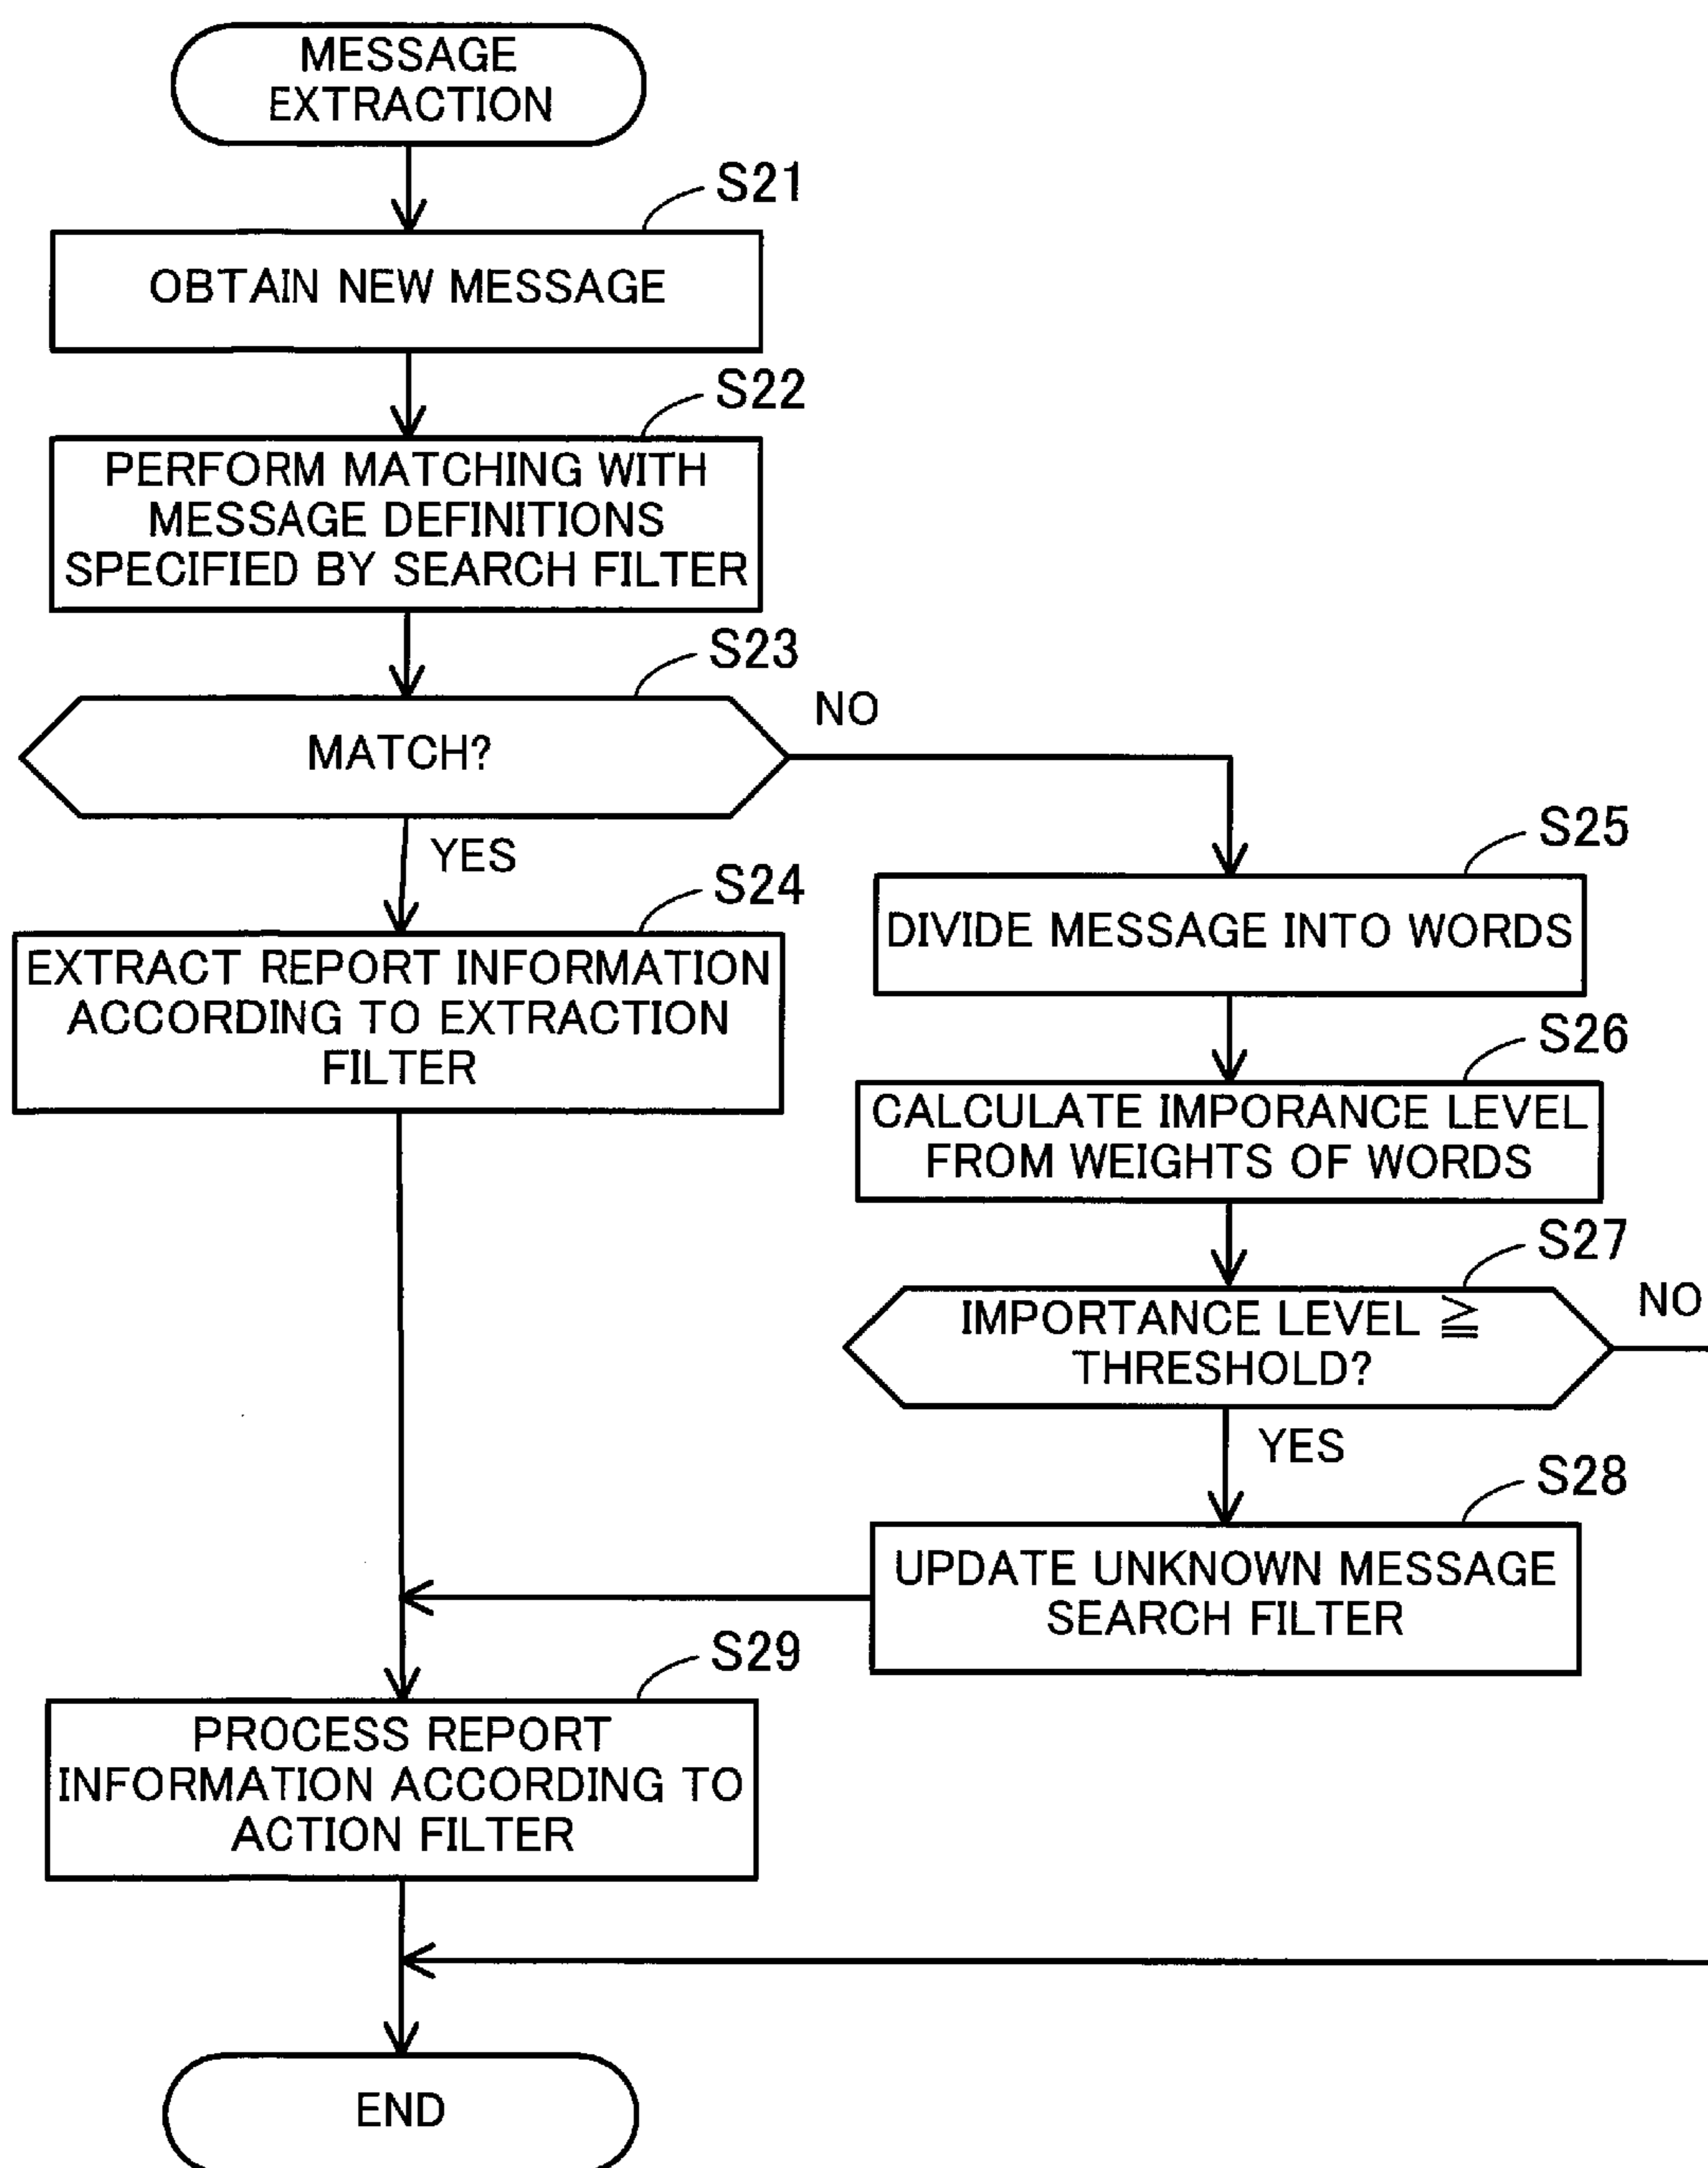 MESSAGE
EXTRACTION
S21
OBTAIN NEW MESSAGE
S22
PERFORM MATCHING WITH
MESSAGE DEFINITIONS
SPECIFIED BY SEARCH FILTER
S23
MATCH?
NO
YES
S24
EXTRACT REPORT INFORMATION
ACCORDING TO EXTRACTION
FILTER
S25
DIVIDE MESSAGE INTO WORDS
S26
CALCULATE IMPORANCE LEVEL
FROM WEIGHTS OF WORDS
S27
IMPORTANCE LEVEL ≧
THRESHOLD?
NO
YES
S28
UPDATE UNKNOWN MESSAGE
SEARCH FILTER
S29
PROCESS REPORT
INFORMATION ACCORDING TO
ACTION FILTER
END